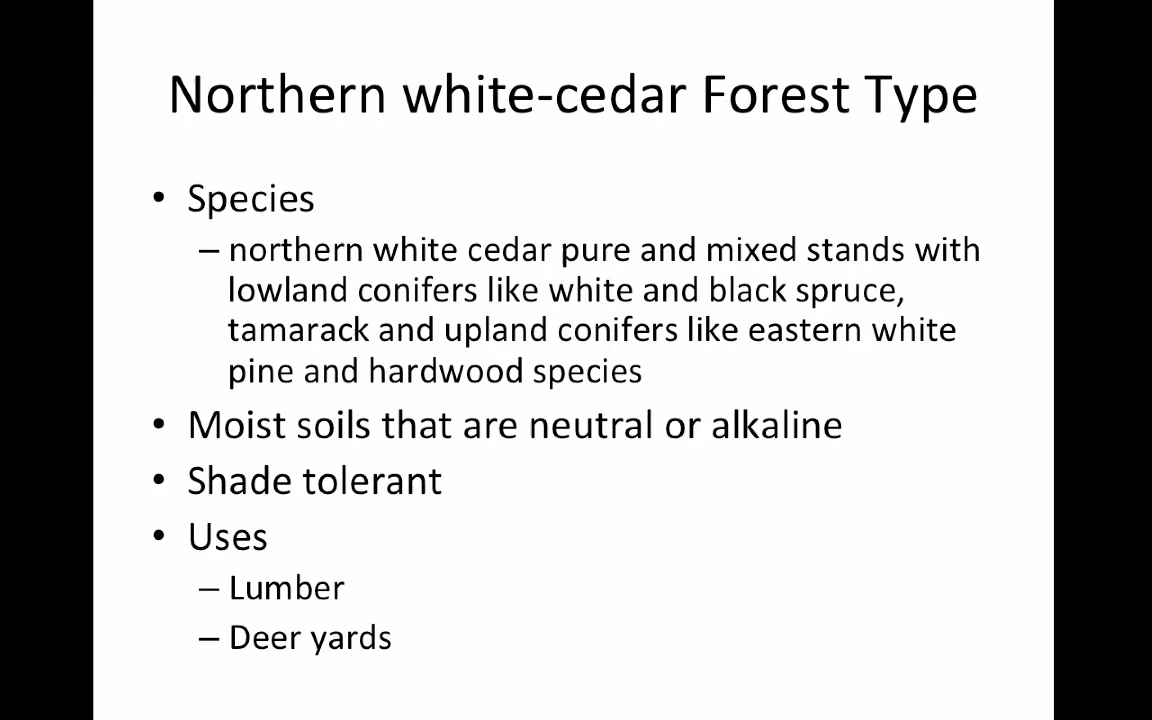 Northern white-cedar Forest Type
• Species
– northern white cedar pure and mixed stands with
lowland conifers like white and black spruce,
tamarack and upland conifers like eastern white
pine and hardwood species
• Moist soils that are neutral or alkaline
• Shade tolerant
• Uses
– Lumber
– Deer yards